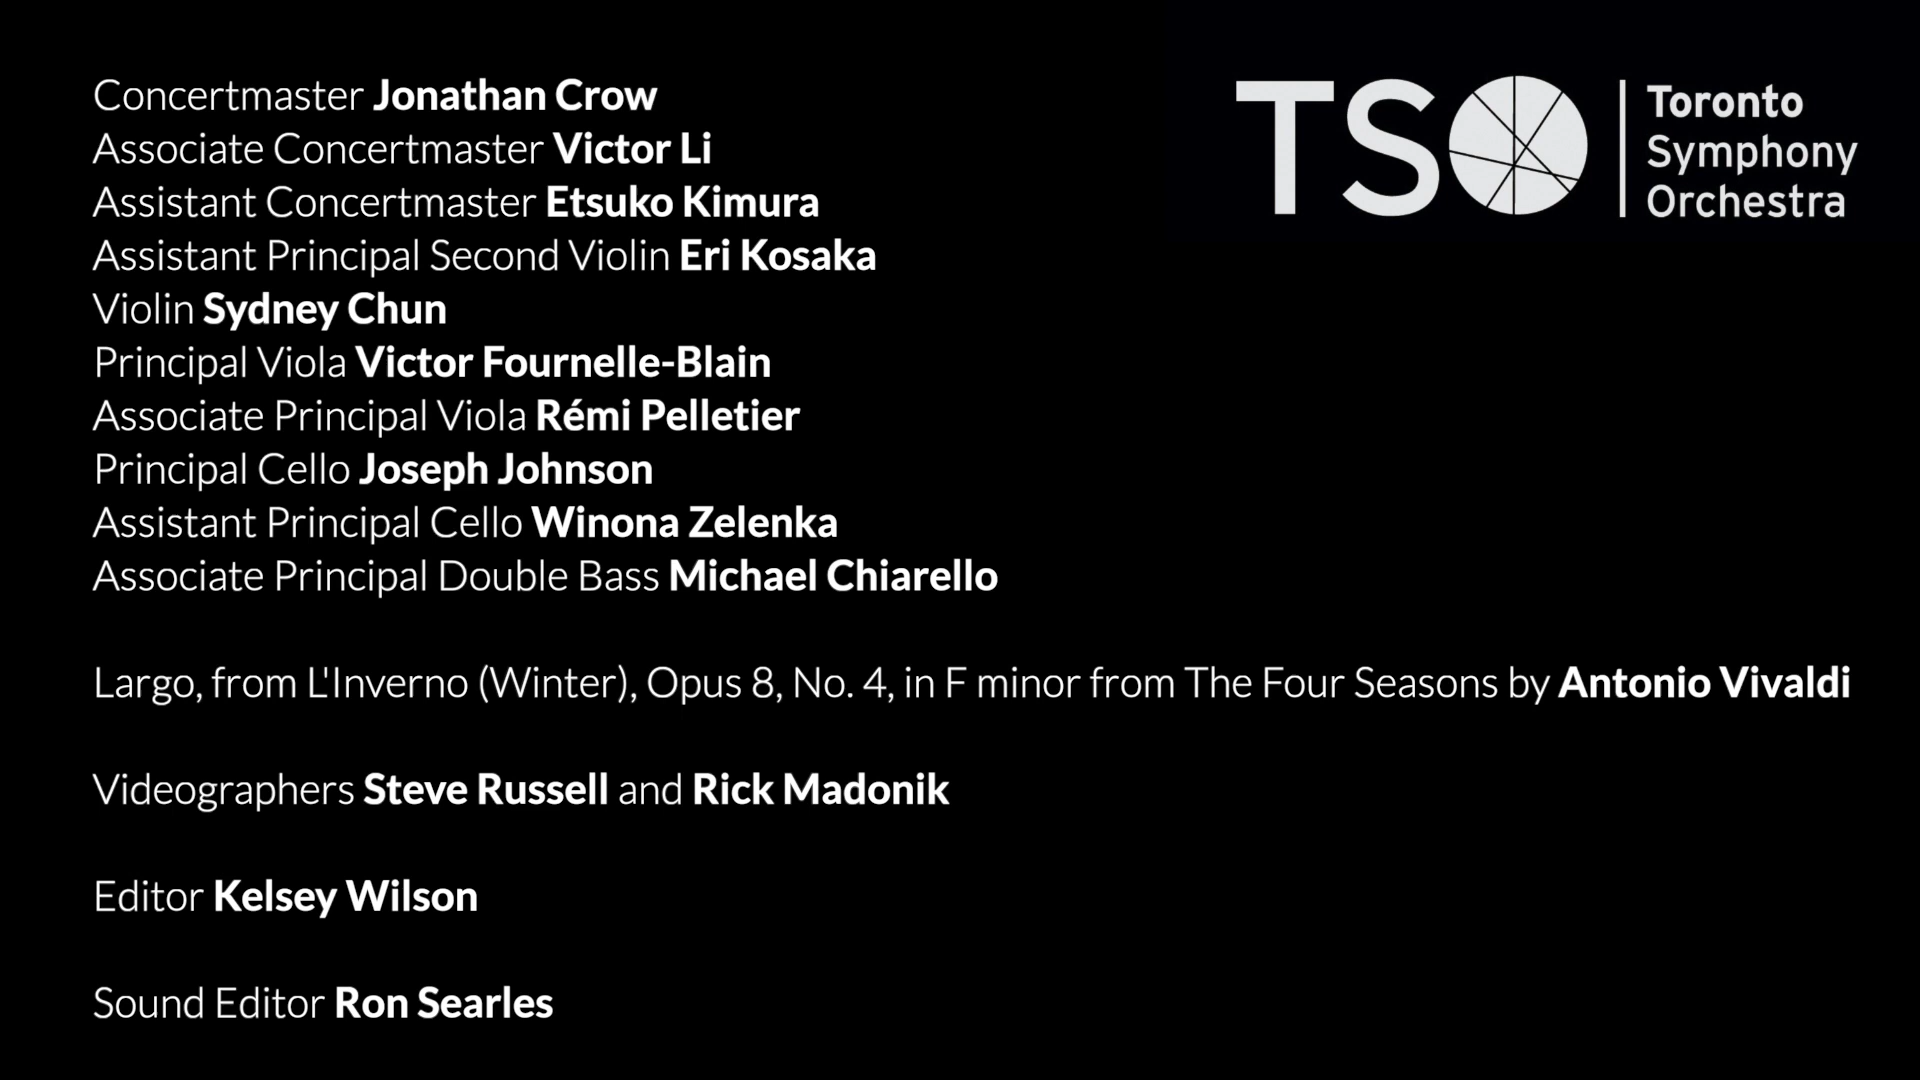 Concertmaster Jonathan Crow
Associate Concertmaster Victor Li
Assistant Concertmaster Etsuko Kimura
Assistant Principal Second Violin Eri Kosaka
Violin Sydney Chun
Principal Viola Victor Fournelle-Blain
Associate Principal Viola Rémi Pelletier
Principal Cello Joseph Johnson
Assistant Principal Cello Winona Zelenka
Associate Principal Double Bass Michael Chiarello
TSO
Toronto
Symphony
Orchestra
Largo, from L'Inverno (Winter), Opus 8, No. 4, in F minor from The Four Seasons by Antonio Vivaldi
Videographers Steve Russell and Rick Madonik
Editor Kelsey Wilson
Sound Editor Ron Searles